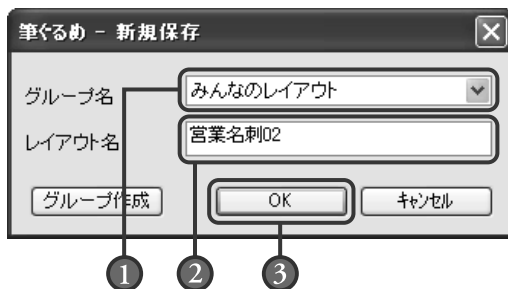 筆ぐるめ - 新規保存
グループ名
みんなのレイアウト
レイアウト名
営業名刺02
グループ作成
OK
キャンセル
1 2 3